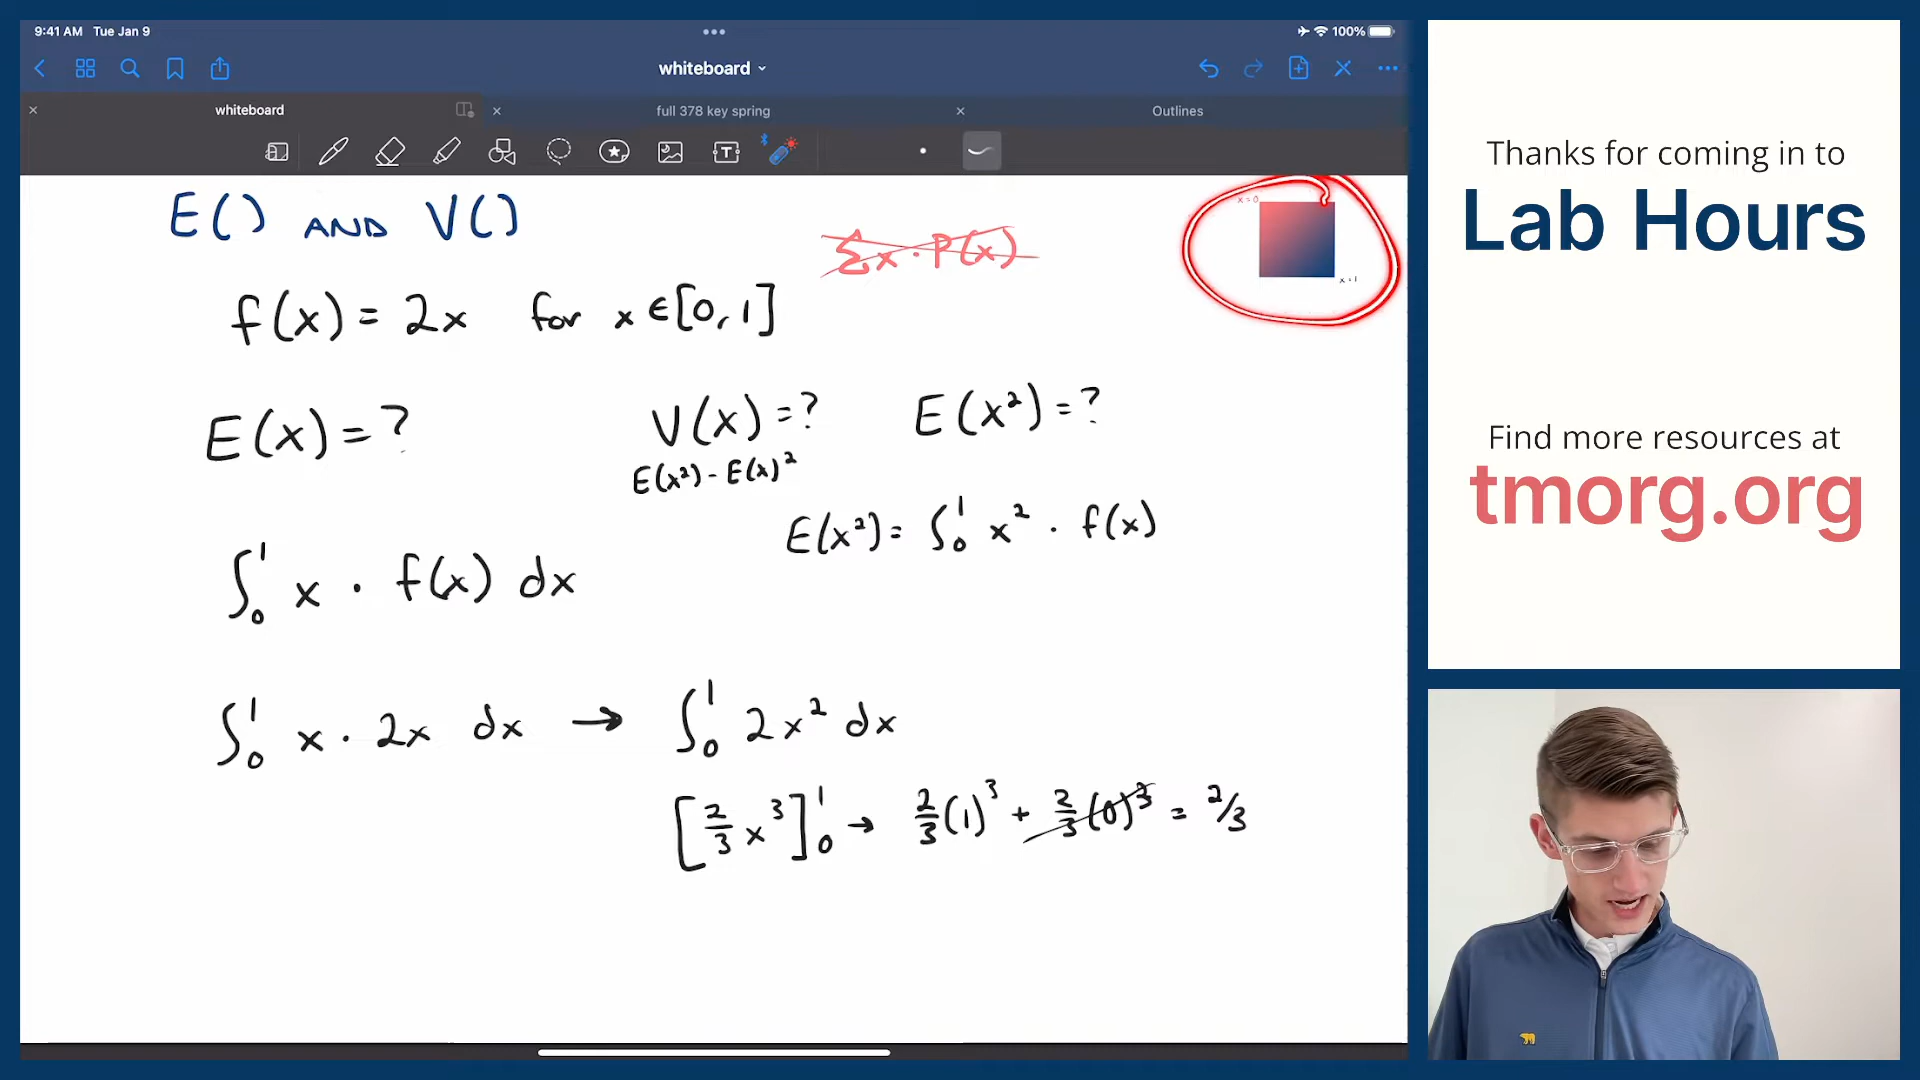 9:41 AM Tue Jan 9
100%
whiteboard
whiteboard
full 378 key spring
Outlines
E() AND V()
Σx · P(x)
x = 0
x = 1
f(x) = 2x for x ∈ [0, 1]
E(x) = ?
V(x) = ?
E(x²) = ?
E(x²) - E(x)²
E(x²) = ∫₀¹ x² · f(x)
∫₀¹ x · f(x) dx
∫₀¹ x · 2x dx → ∫₀¹ 2x² dx
[2/3 x³]₀¹ → 2/3 (1)³ + 2/3 (0)³ = 2/3
Thanks for coming in to
Lab Hours
Find more resources at
tmorg.org